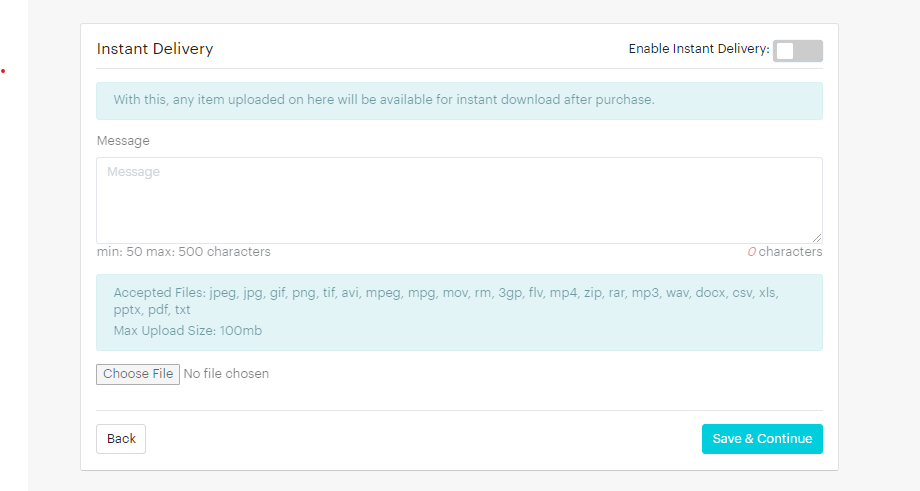 Instant Delivery
Enable Instant Delivery:
With this, any item uploaded on here will be available for instant download after purchase.
Message
Message
min: 50 max: 500 characters
0 characters
Accepted Files: jpeg, jpg, gif, png, tif, avi, mpeg, mpg, mov, rm, 3gp, flv, mp4, zip, rar, mp3, wav, docx, csv, xls,
pptx, pdf, txt
Max Upload Size: 100mb
Choose File No file chosen
Back
Save & Continue